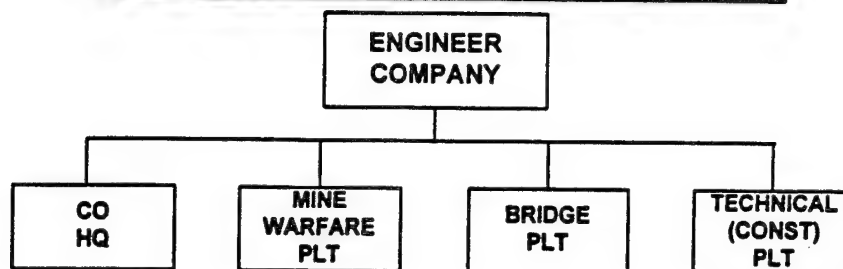 ENGINEER
COMPANY
CO
HQ
MINE
WARFARE
PLT
BRIDGE
PLT
TECHNICAL
(CONST)
PLT